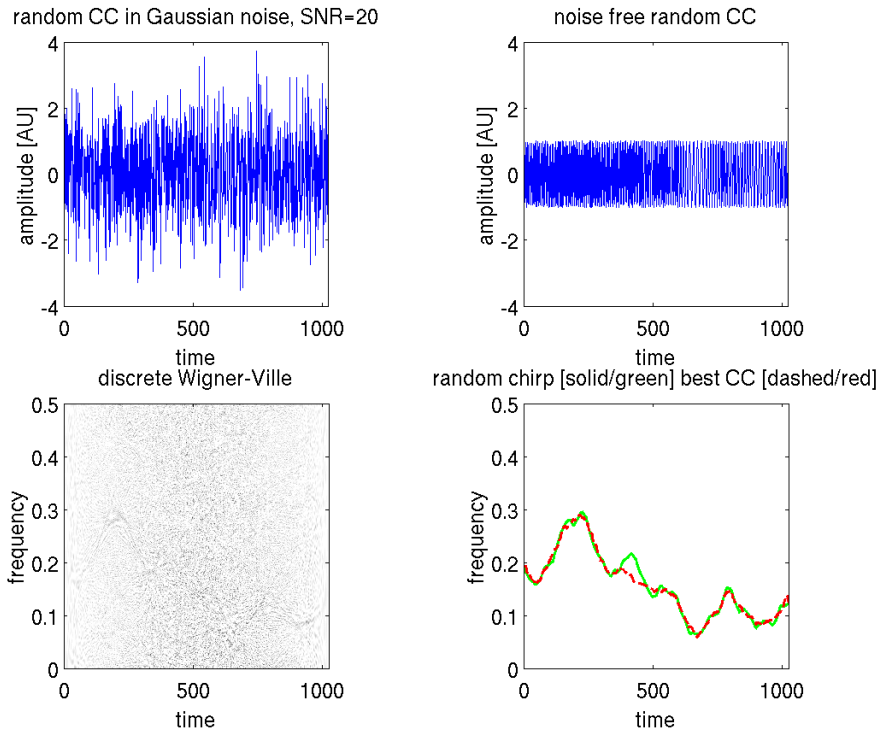 random CC in Gaussian noise, SNR=20
amplitude [AU]
4
2
0
-2
-4
0
500
1000
time
noise free random CC
amplitude [AU]
4
2
0
-2
-4
0
500
1000
time
discrete Wigner-Ville
frequency
0.5
0.4
0.3
0.2
0.1
0
0
500
1000
time
random chirp [solid/green] best CC [dashed/red]
frequency
0.5
0.4
0.3
0.2
0.1
0
0
500
1000
time